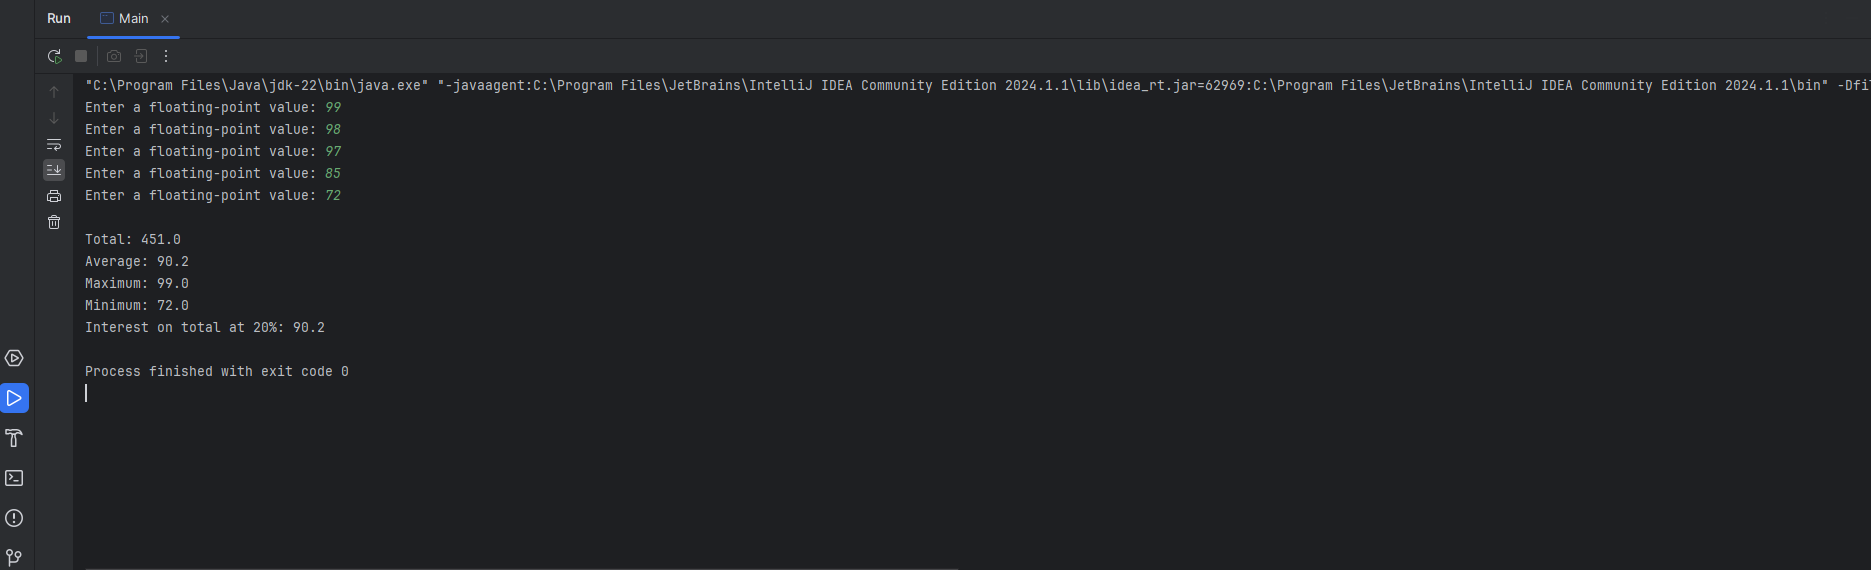 Run Main
"C:\Program Files\Java\jdk-22\bin\java.exe" "-javaagent:C:\Program Files\JetBrains\IntelliJ IDEA Community Edition 2024.1.1\lib\idea_rt.jar=62969:C:\Program Files\JetBrains\IntelliJ IDEA Community Edition 2024.1.1\bin"
Enter a floating-point value: 99
Enter a floating-point value: 98
Enter a floating-point value: 97
Enter a floating-point value: 85
Enter a floating-point value: 72
Total: 451.0
Average: 90.2
Maximum: 99.0
Minimum: 72.0
Interest on total at 20%: 90.2
Process finished with exit code 0